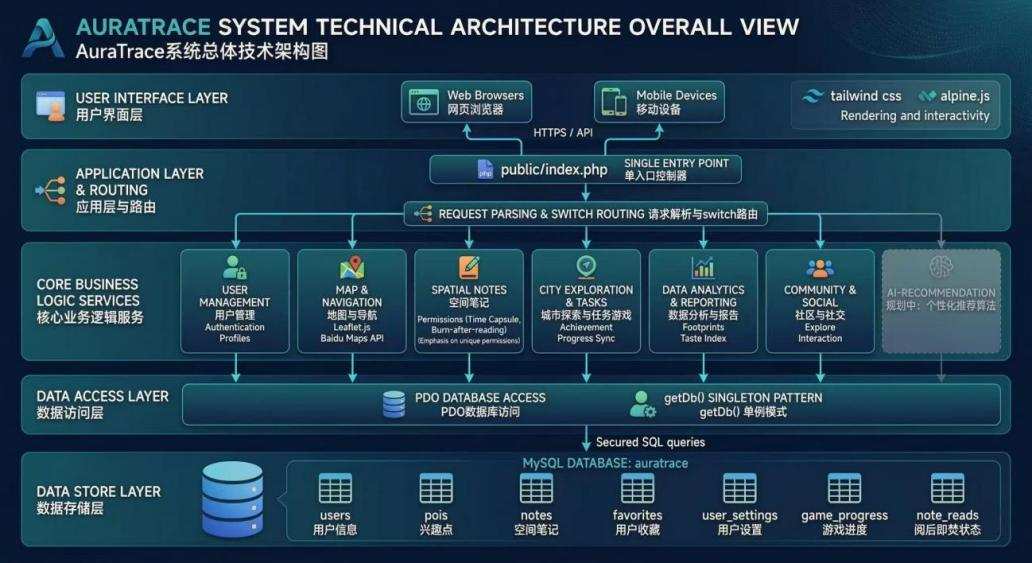 AURATRACE SYSTEM TECHNICAL ARCHITECTURE OVERALL VIEW
AuraTrace系统总体技术架构图
USER INTERFACE LAYER
用户界面层
Web Browsers
网页浏览器
Mobile Devices
移动设备
tailwind css
alpine.js
Rendering and interactivity
HTTPS / API
APPLICATION LAYER
& ROUTING
应用层与路由
php
public/index.php
SINGLE ENTRY POINT
单入口控制器
REQUEST PARSING & SWITCH ROUTING 请求解析与switch路由
CORE BUSINESS
LOGIC SERVICES
核心业务逻辑服务
USER
MANAGEMENT
用户管理
Authentication
Profiles
MAP &
NAVIGATION
地图与导航
Leaflet.js
Baidu Maps API
SPATIAL NOTES
空间笔记
Permissions (Time Capsule,
Burn-after-reading)
(Emphasis on unique permissions)
CITY EXPLORATION
& TASKS
城市探索与任务游戏
Achievement
Progress Sync
DATA ANALYTICS
& REPORTING
数据分析与报告
Footprints
Taste Index
COMMUNITY &
SOCIAL
社区与社交
Explore
Interaction
AI-RECOMMENDATION
规划中：个性化推荐算法
DATA ACCESS LAYER
数据访问层
PDO DATABASE ACCESS
PDO数据库访问
getDb() SINGLETON PATTERN
getDb() 单例模式
Secured SQL queries
DATA STORE LAYER
数据存储层
MySQL DATABASE: auratrace
users
用户信息
pois
兴趣点
notes
空间笔记
favorites
用户收藏
user_settings
用户设置
game_progress
游戏进度
note_reads
阅后即焚状态